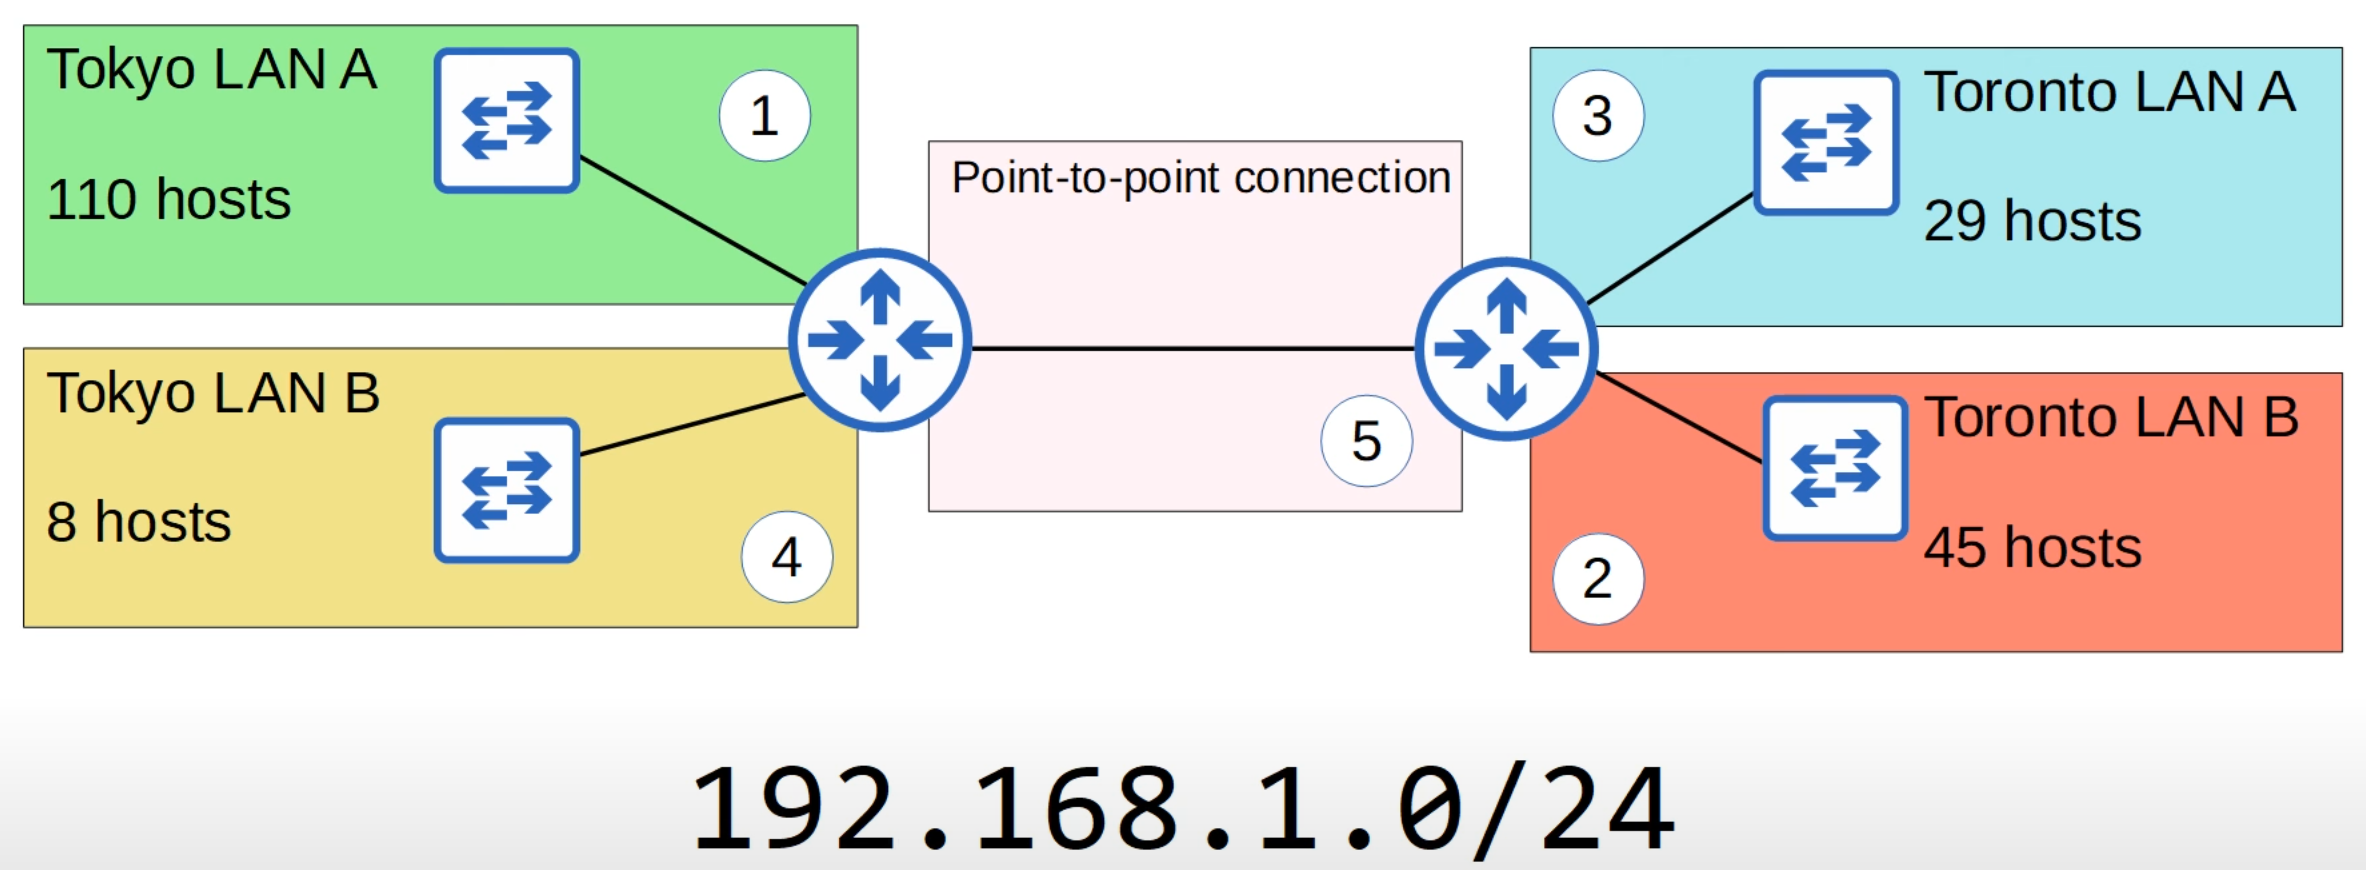 Tokyo LAN A
110 hosts
1
Tokyo LAN B
8 hosts
4
Point-to-point connection
5
3
Toronto LAN A
29 hosts
Toronto LAN B
45 hosts
2
192.168.1.0/24